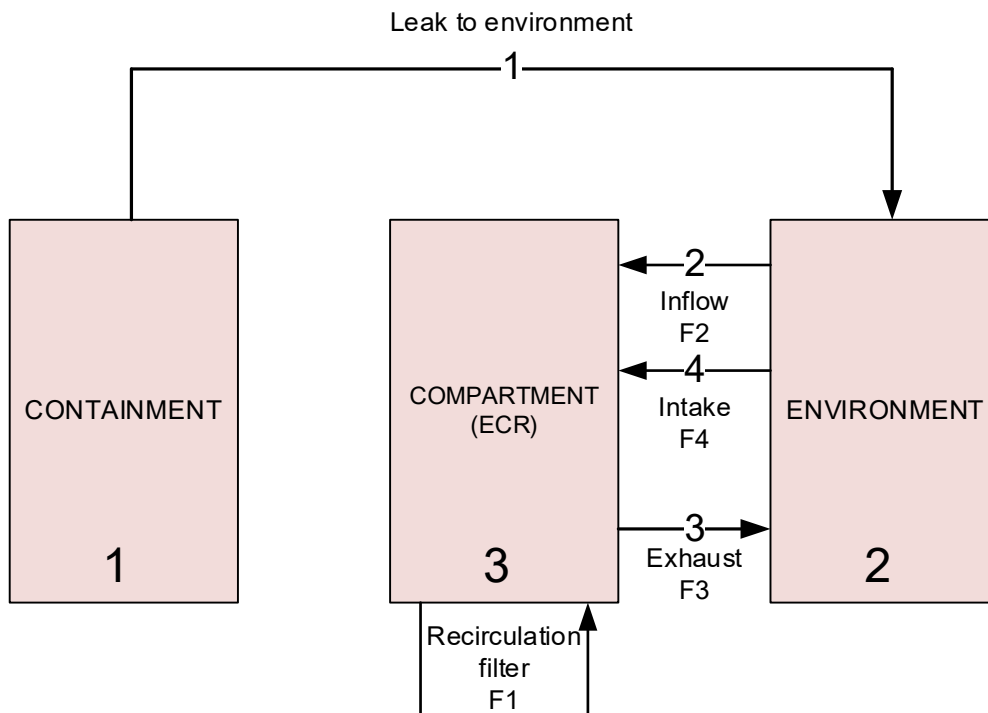 Leak to environment
1
CONTAINMENT
1
COMPARTMENT
(ECR)
3
2
Inflow
F2
4
Intake
F4
3
Exhaust
F3
ENVIRONMENT
2
Recirculation
filter
F1